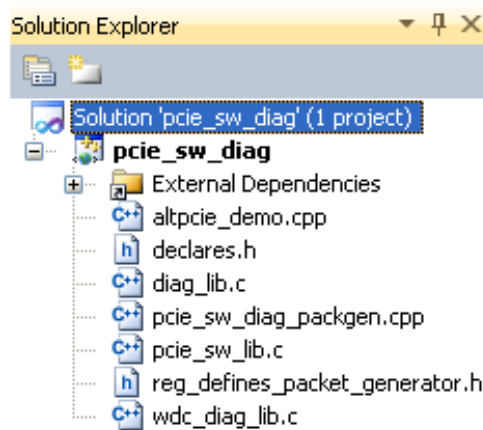 Solution Explorer
Solution 'pcie_sw_diag' (1 project)
pcie_sw_diag
External Dependencies
C++ altpcie_demo.cpp
h declares.h
C++ diag_lib.c
C++ pcie_sw_diag_packgen.cpp
C++ pcie_sw_lib.c
h reg_defines_packet_generator.h
C++ wdc_diag_lib.c